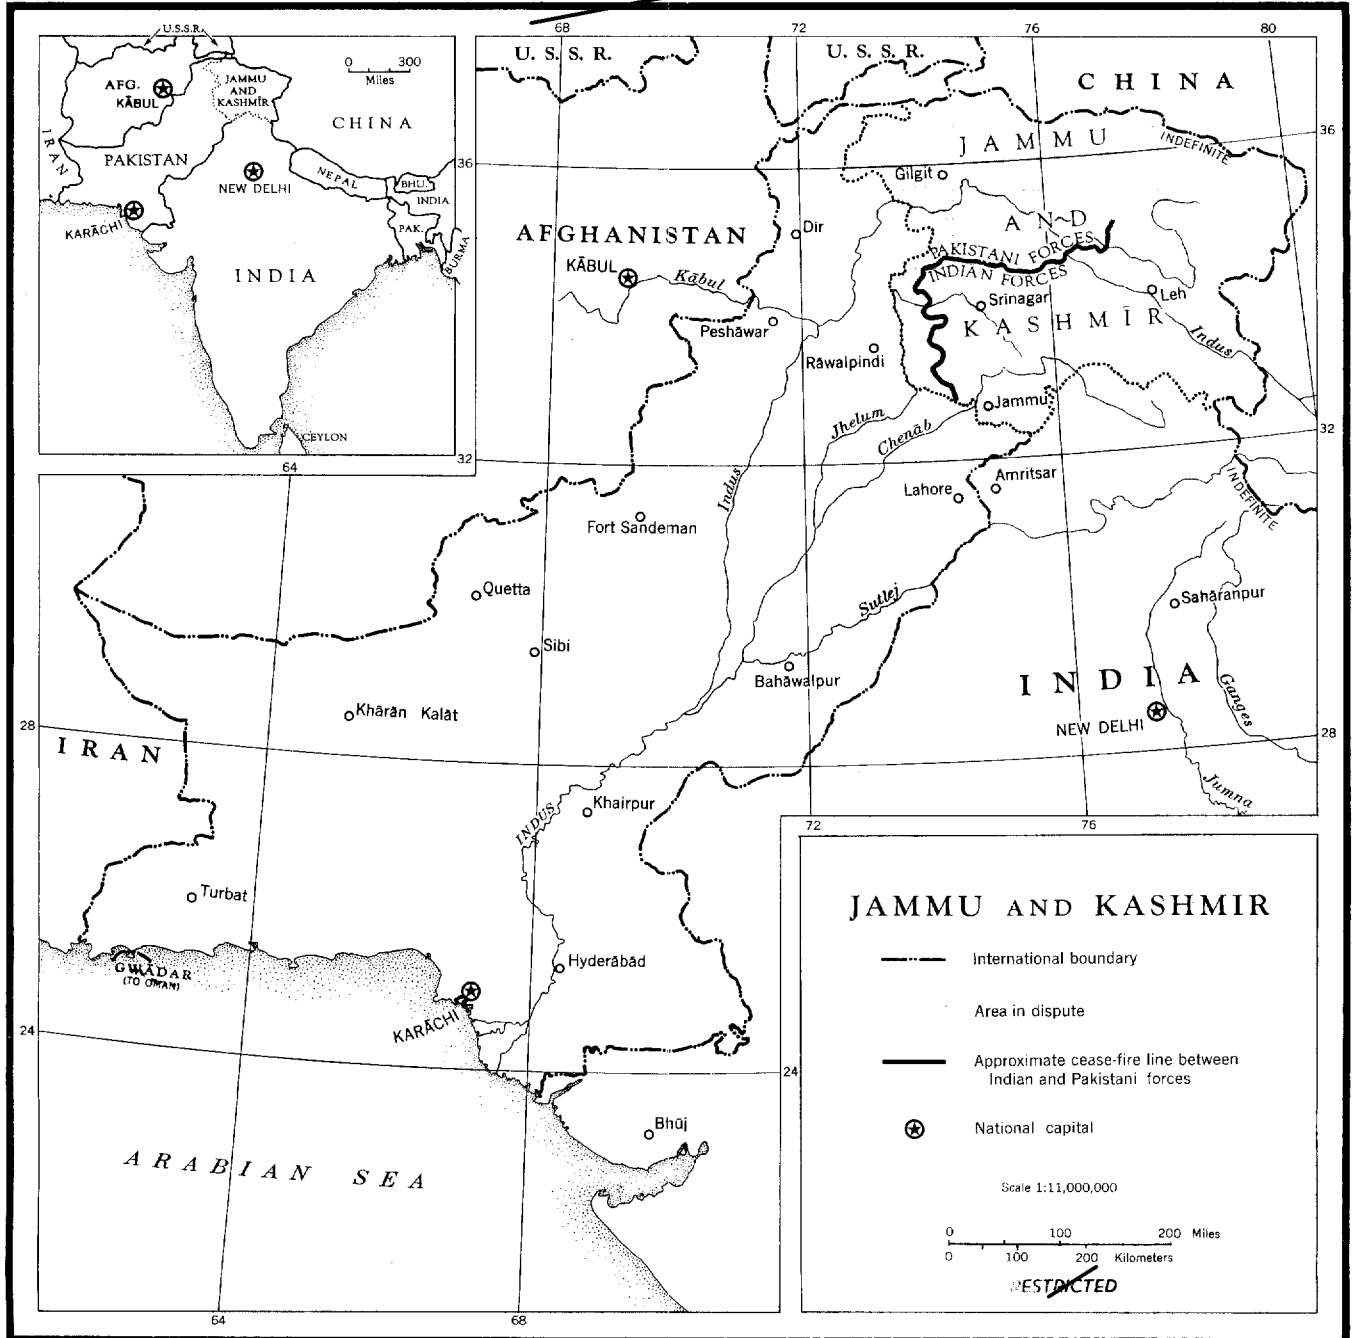 68
72
76
80
U.S.S.R.
AFG.
KĀBUL
JAMMU
AND
KASHMĪR
0 300
Miles
CHINA
IRAN
PAKISTAN
NEW DELHI
NEPAL
BHU.
INDIA
PAK.
BURMA
KARĀCHI
INDIA
CEYLON
64
U. S. S. R.
U. S. S. R.
CHINA
36
36
JAMMU
INDEFINITE
Gilgit
AND
Dir
AFGHANISTAN
PAKISTANI FORCES
INDIAN FORCES
KĀBUL
Kābul
Srinagar
Leh
KASHMĪR
Peshāwar
Indus
Rāwalpindi
Jammu
Jhelum
Chenāb
32
32
Indus
Amritsar
Lahore
INDEFINITE
Fort Sandeman
Quetta
Sutlej
Sahāranpur
Sibi
Bahāwalpur
INDIA
Ganges
Khārān Kalāt
28
NEW DELHI
28
IRAN
Jumna
INDUS
Khairpur
72
76
Turbat
GWĀDAR
(TO OMAN)
Hyderābād
KARĀCHI
24
24
Bhūj
ARABIAN SEA
64
68
JAMMU AND KASHMIR
International boundary
Area in dispute
Approximate cease-fire line between
Indian and Pakistani forces
National capital
Scale 1:11,000,000
0 100 200 Miles
0 100 200 Kilometers
RESTRICTED